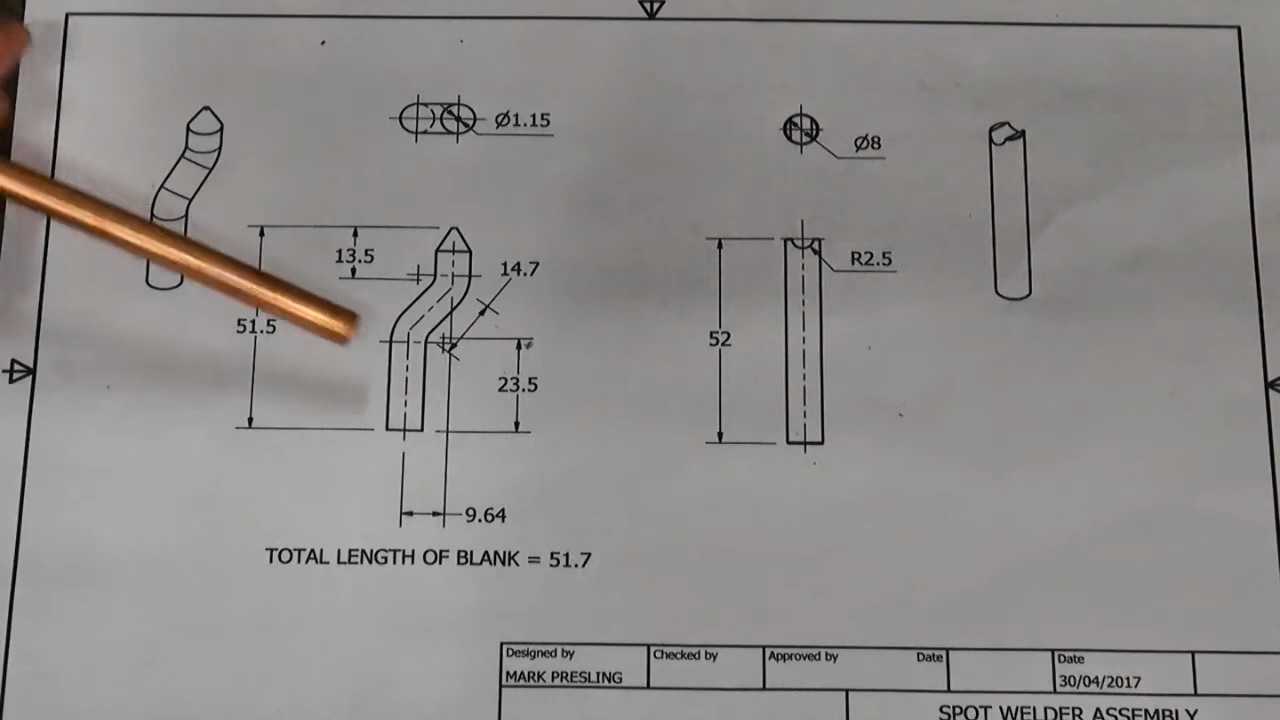 Ø1.15
Ø8
13.5
14.7
R2.5
51.5
52
23.5
9.64
TOTAL LENGTH OF BLANK = 51.7
Designed by
MARK PRESLING
Checked by
Approved by
Date
Date
30/04/2017
SPOT WELDER ASSEMBLY